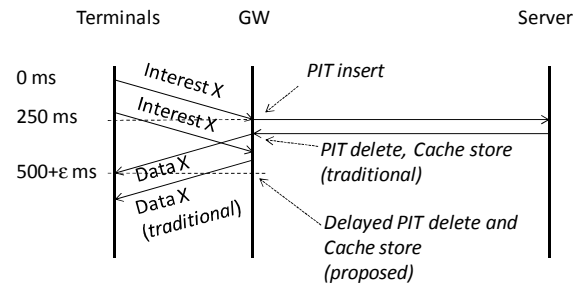 Terminals
GW
Server
0 ms
Interest X
PIT insert
250 ms
Interest X
PIT delete, Cache store
(traditional)
500+ε ms
Data X
Data X
(traditional)
Delayed PIT delete and
Cache store
(proposed)